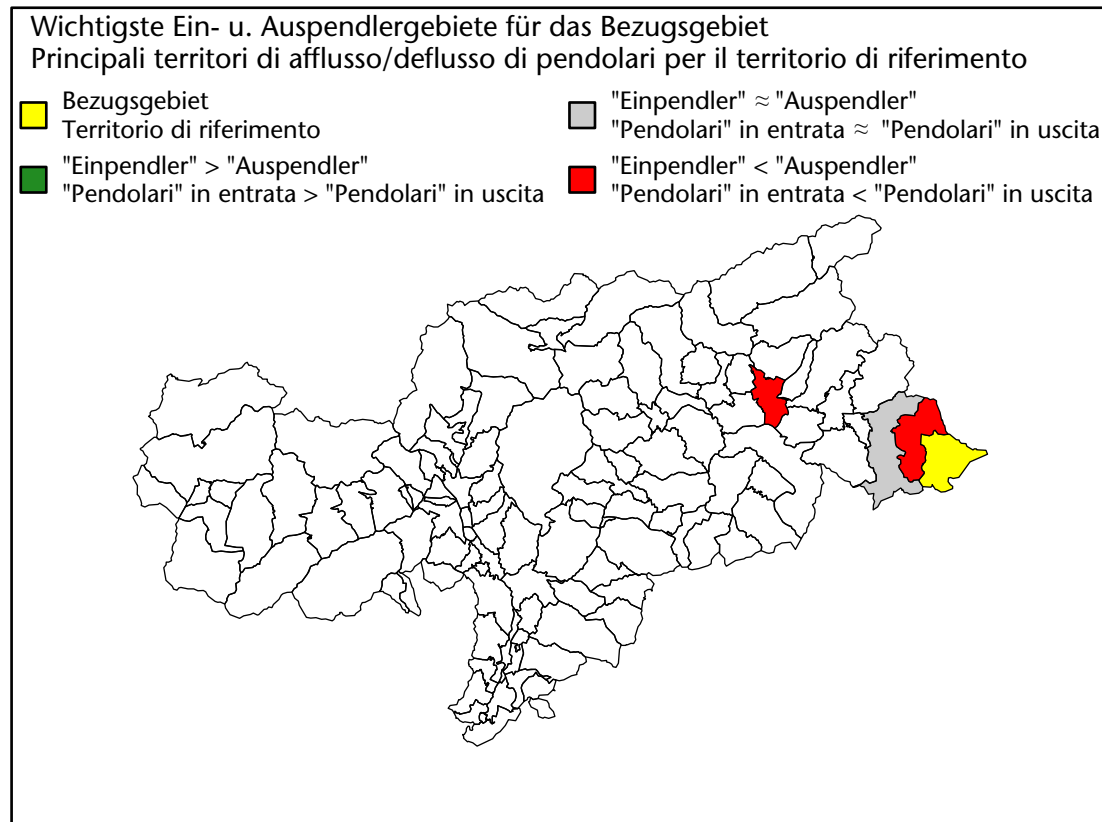 Wichtigste Ein- u. Auspendlergebiete für das Bezugsgebiet
Principali territori di afflusso/deflusso di pendolari per il territorio di riferimento
Bezugsgebiet
Territorio di riferimento
"Einpendler" > "Auspendler"
"Pendolari" in entrata > "Pendolari" in uscita
"Einpendler" ≈ "Auspendler"
"Pendolari" in entrata ≈ "Pendolari" in uscita
"Einpendler" < "Auspendler"
"Pendolari" in entrata < "Pendolari" in uscita